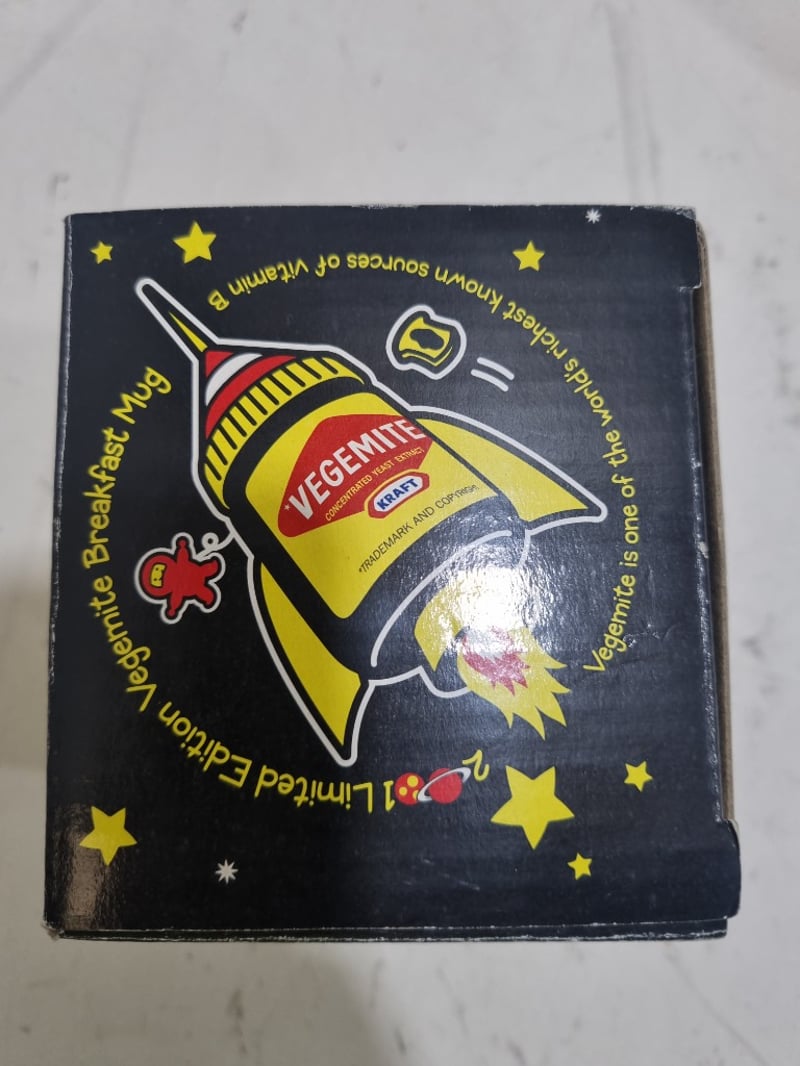 2001 Limited Edition Vegemite Breakfast Mug
Vegemite is one of the world's richest known sources of vitamin B
*VEGEMITE
CONCENTRATED YEAST EXTRACT
KRAFT
*TRADEMARK AND COPYRIGHT